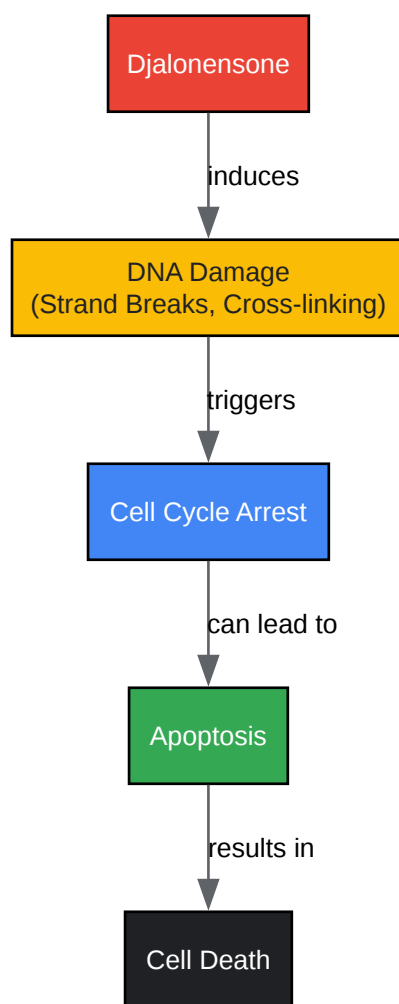 Djalonensone
induces
DNA Damage
(Strand Breaks, Cross-linking)
triggers
Cell Cycle Arrest
can lead to
Apoptosis
results in
Cell Death